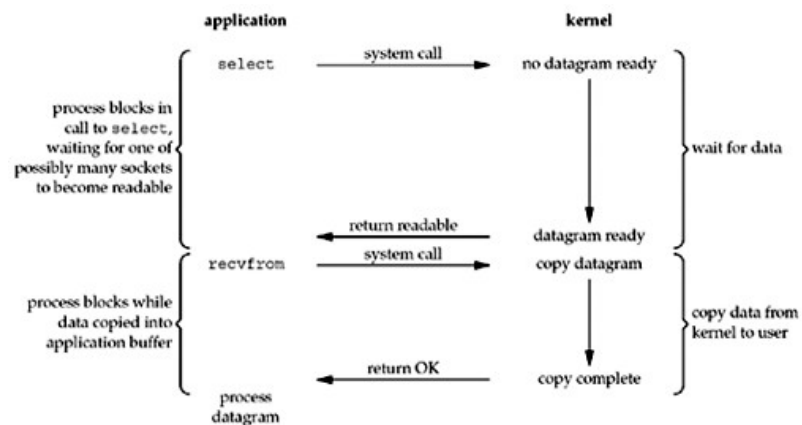 application
kernel
select
system call
no datagram ready
process blocks in
call to select,
waiting for one of
possibly many sockets
to become readable
wait for data
return readable
datagram ready
recvfrom
system call
copy datagram
process blocks while
data copied into
application buffer
copy data from
kernel to user
return OK
copy complete
process
datagram